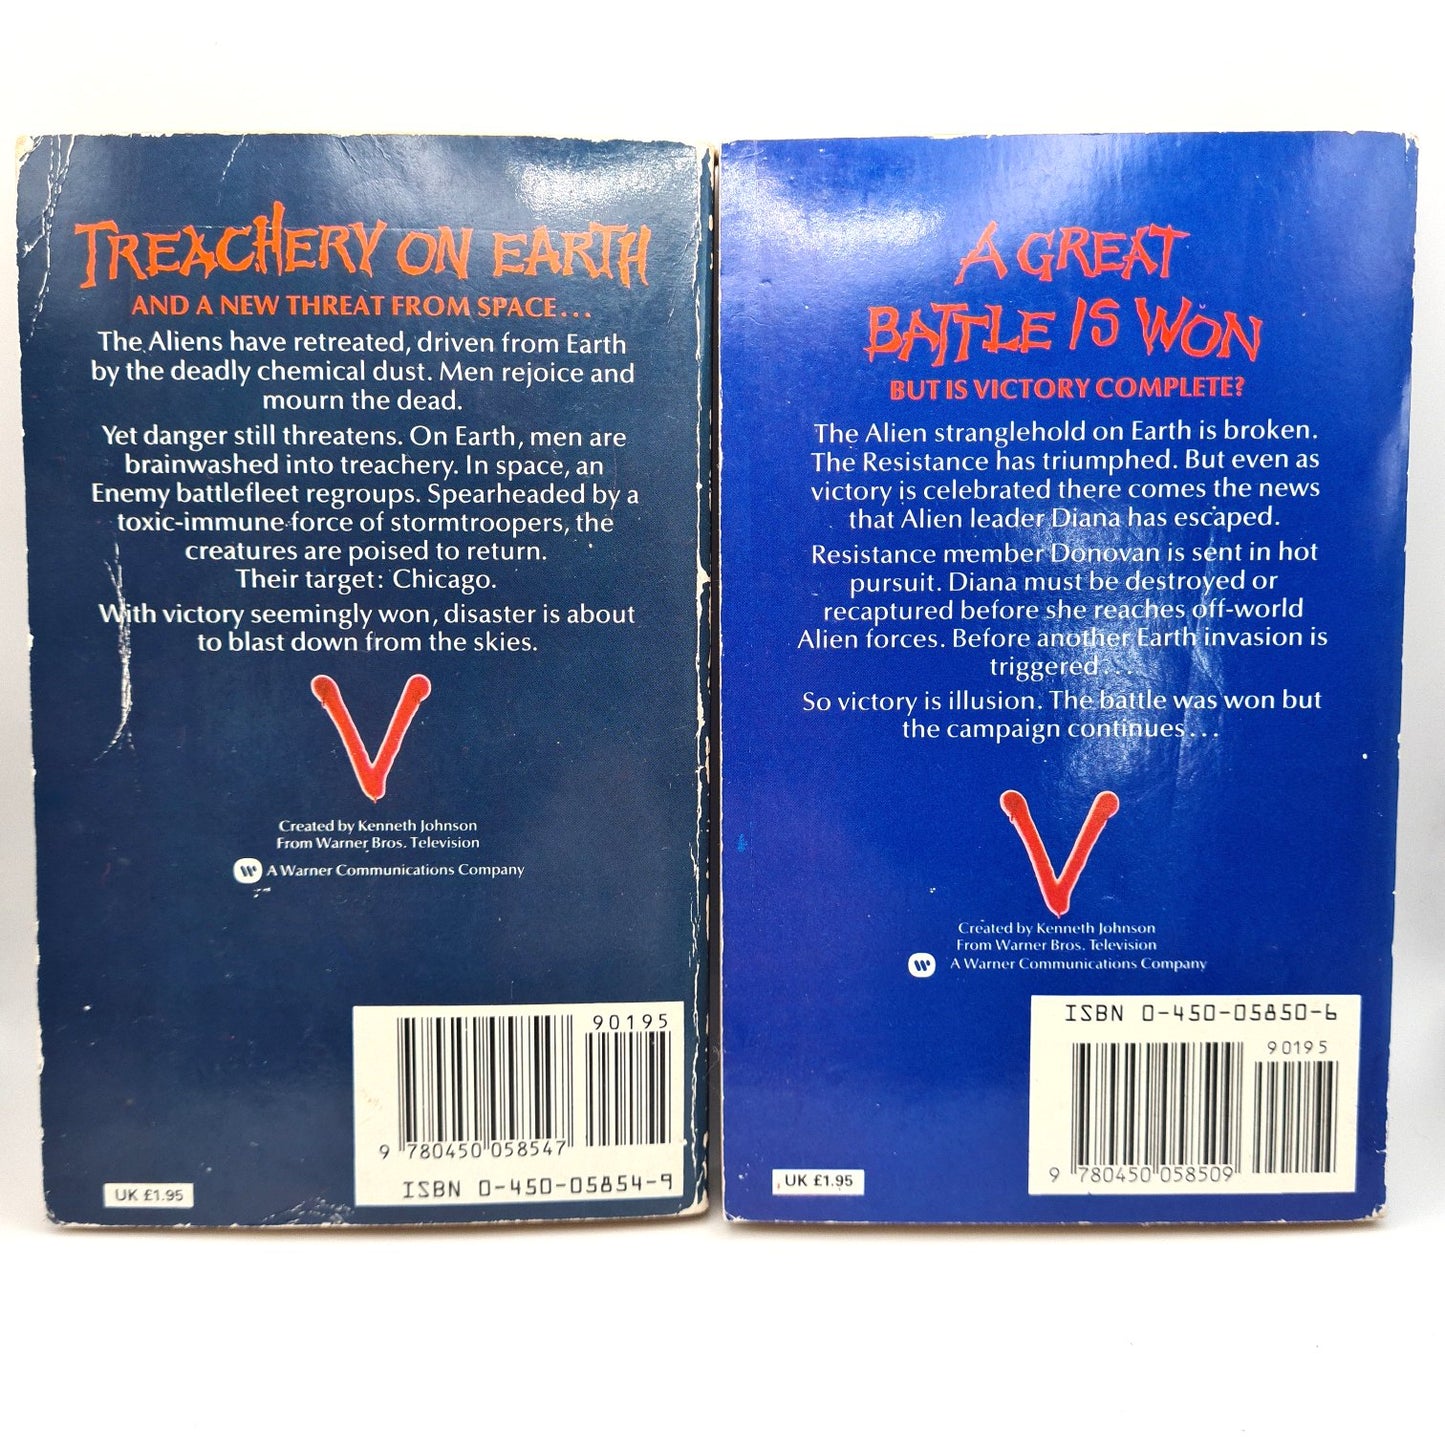 TREACHERY ON EARTH
AND A NEW THREAT FROM SPACE...
The Aliens have retreated, driven from Earth
by the deadly chemical dust. Men rejoice and
mourn the dead.
Yet danger still threatens. On Earth, men are
brainwashed into treachery. In space, an
Enemy battlefleet regroups. Spearheaded by a
toxic-immune force of stormtroopers, the
creatures are poised to return.
Their target: Chicago.
With victory seemingly won, disaster is about
to blast down from the skies.
V
Created by Kenneth Johnson
From Warner Bros. Television
A Warner Communications Company
90195
9 780450 058547
ISBN 0-450-05854-9
UK £1.95
A GREAT
BATTLE IS WON
BUT IS VICTORY COMPLETE?
The Alien stranglehold on Earth is broken.
The Resistance has triumphed. But even as
victory is celebrated there comes the news
that Alien leader Diana has escaped.
Resistance member Donovan is sent in hot
pursuit. Diana must be destroyed or
recaptured before she reaches off-world
Alien forces. Before another Earth invasion is
triggered...
So victory is illusion. The battle was won but
the campaign continues...
V
Created by Kenneth Johnson
From Warner Bros. Television
A Warner Communications Company
ISBN 0-450-05850-6
90195
9 780450 058509
UK £1.95